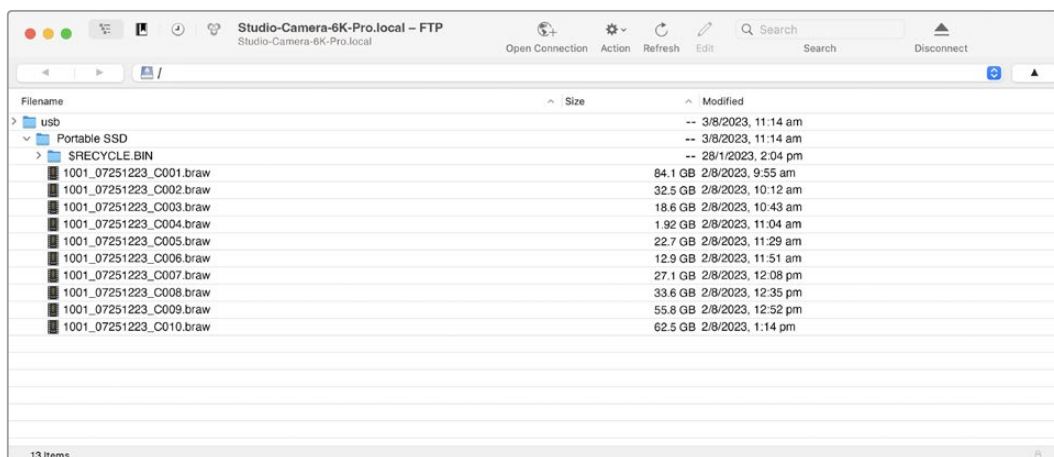 Studio-Camera-6K-Pro.local – FTP
Studio-Camera-6K-Pro.local
Open Connection Action Refresh Edit Search Search Disconnect
/
Filename Size Modified
usb -- 3/8/2023, 11:14 am
Portable SSD -- 3/8/2023, 11:14 am
$RECYCLE.BIN -- 28/1/2023, 2:04 pm
1001_07251223_C001.braw 84.1 GB 2/8/2023, 9:55 am
1001_07251223_C002.braw 32.5 GB 2/8/2023, 10:12 am
1001_07251223_C003.braw 18.6 GB 2/8/2023, 10:43 am
1001_07251223_C004.braw 1.92 GB 2/8/2023, 11:04 am
1001_07251223_C005.braw 22.7 GB 2/8/2023, 11:29 am
1001_07251223_C006.braw 12.9 GB 2/8/2023, 11:51 am
1001_07251223_C007.braw 27.1 GB 2/8/2023, 12:08 pm
1001_07251223_C008.braw 33.6 GB 2/8/2023, 12:35 pm
1001_07251223_C009.braw 55.8 GB 2/8/2023, 12:52 pm
1001_07251223_C010.braw 62.5 GB 2/8/2023, 1:14 pm
13 Items